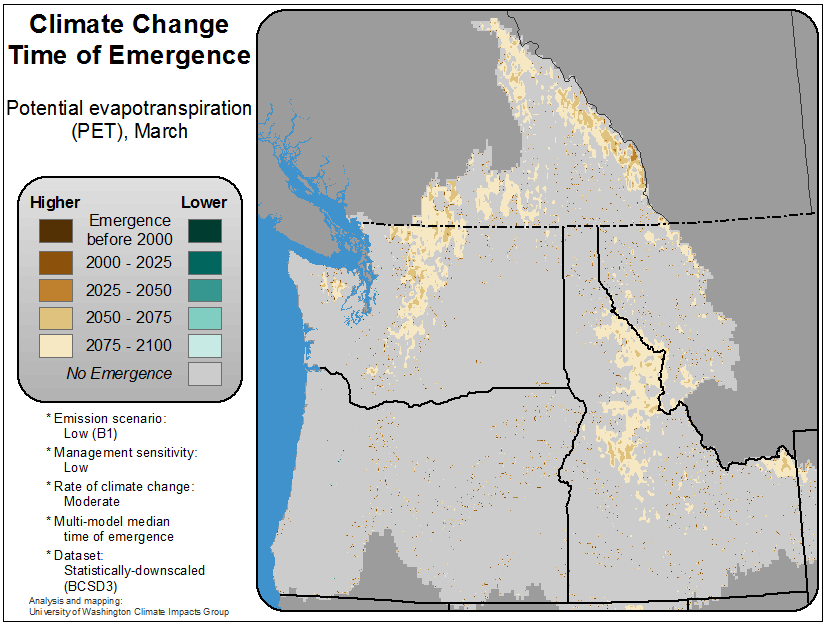 Climate Change
Time of Emergence
Potential evapotranspiration
(PET), March
Higher
Lower
Emergence
before 2000
2000 - 2025
2025 - 2050
2050 - 2075
2075 - 2100
No Emergence
* Emission scenario:
Low (B1)
* Management sensitivity:
Low
* Rate of climate change:
Moderate
* Multi-model median
time of emergence
* Dataset:
Statistically-downscaled
(BCSD3)
Analysis and mapping:
University of Washington Climate Impacts Group